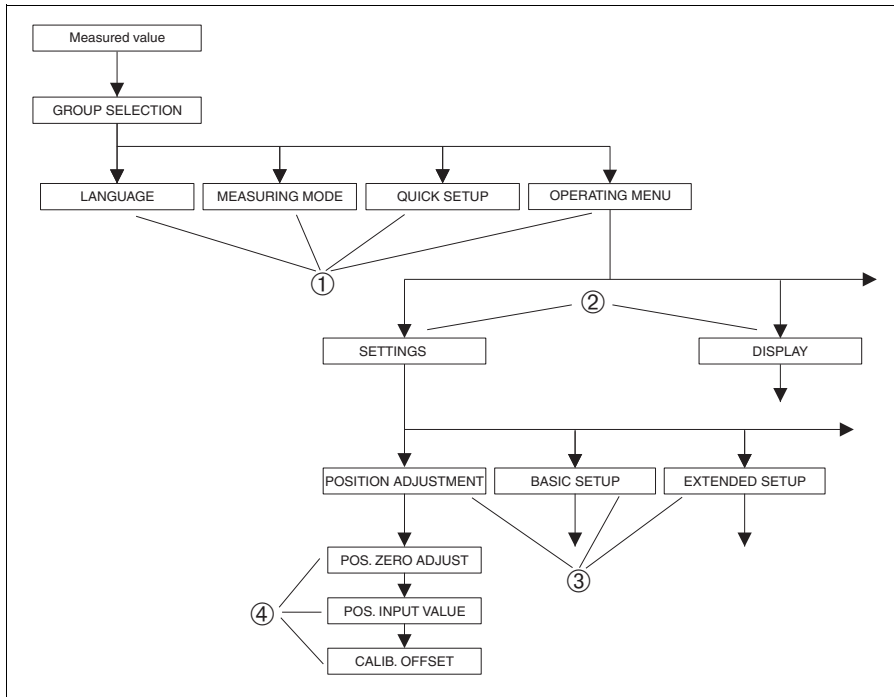 Measured value
GROUP SELECTION
LANGUAGE
MEASURING MODE
QUICK SETUP
OPERATING MENU
①
②
SETTINGS
DISPLAY
POSITION ADJUSTMENT
BASIC SETUP
EXTENDED SETUP
③
POS. ZERO ADJUST
④
POS. INPUT VALUE
CALIB. OFFSET